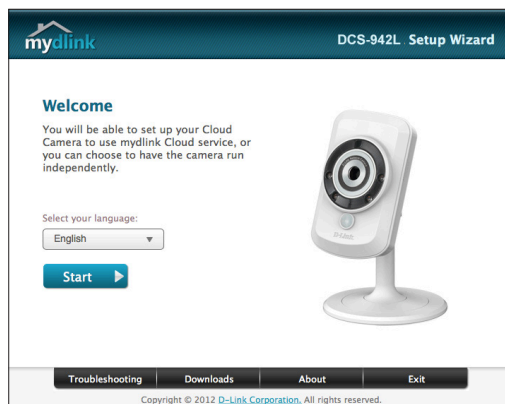 mydlink
DCS-942L Setup Wizard
Welcome
You will be able to set up your Cloud
Camera to use mydlink Cloud service, or
you can choose to have the camera run
independently.
Select your language:
English
Start
D-Link
Troubleshooting
Downloads
About
Exit
Copyright © 2012 D-Link Corporation. All rights reserved.